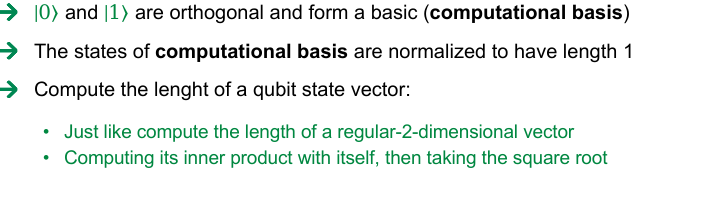 |0⟩ and |1⟩ are orthogonal and form a basic (computational basis)
The states of computational basis are normalized to have length 1
Compute the lenght of a qubit state vector:
• Just like compute the length of a regular-2-dimensional vector
• Computing its inner product with itself, then taking the square root